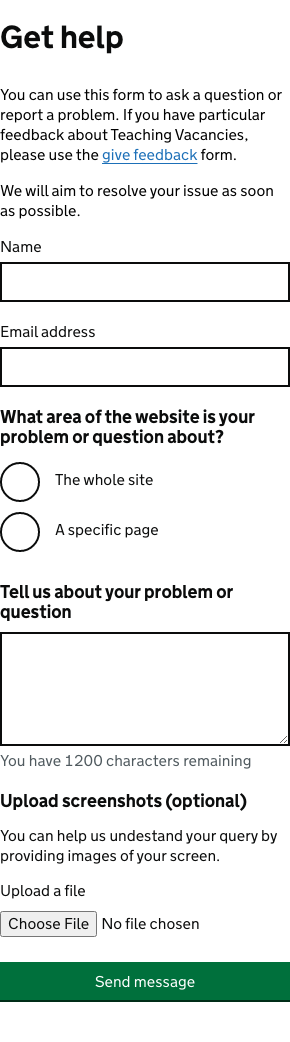 Get help
You can use this form to ask a question or
report a problem. If you have particular
feedback about Teaching Vacancies,
please use the give feedback form.
We will aim to resolve your issue as soon
as possible.
Name
Email address
What area of the website is your
problem or question about?
The whole site
A specific page
Tell us about your problem or
question
You have 1200 characters remaining
Upload screenshots (optional)
You can help us undestand your query by
providing images of your screen.
Upload a file
Choose File No file chosen
Send message